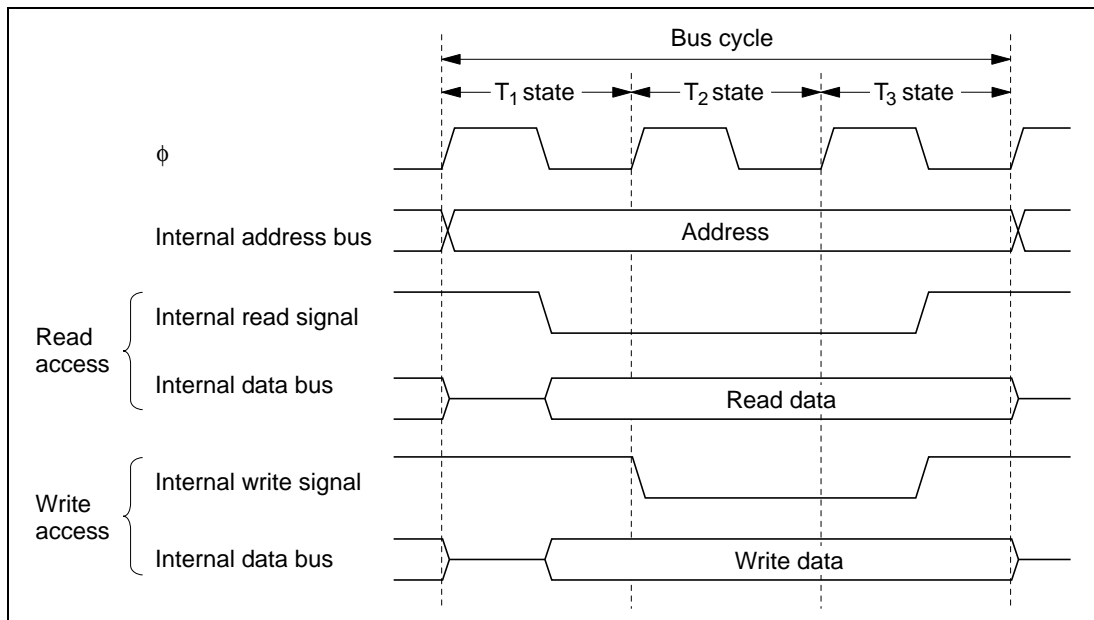 Bus cycle
T1 state T2 state T3 state
ϕ
Internal address bus Address
Read
access
Internal read signal
Internal data bus Read data
Write
access
Internal write signal
Internal data bus Write data